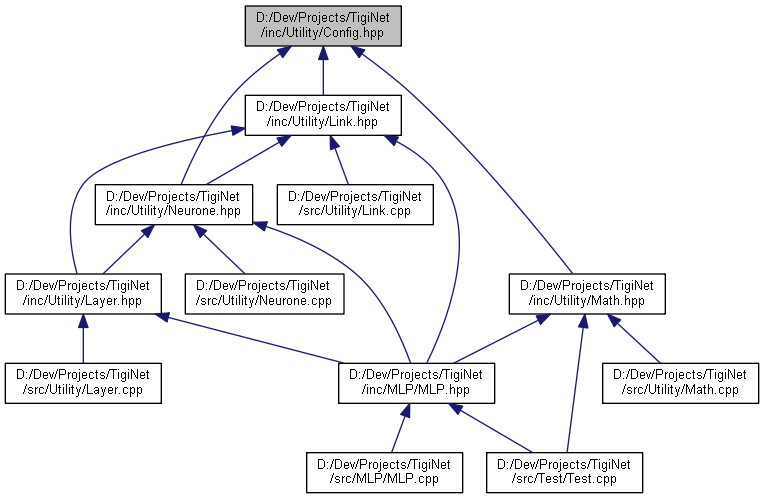 D:/Dev/Projects/TigiNet
/inc/Utility/Config.hpp
D:/Dev/Projects/TigiNet
/inc/Utility/Link.hpp
D:/Dev/Projects/TigiNet
/inc/Utility/Neurone.hpp
D:/Dev/Projects/TigiNet
/src/Utility/Link.cpp
D:/Dev/Projects/TigiNet
/inc/Utility/Layer.hpp
D:/Dev/Projects/TigiNet
/src/Utility/Neurone.cpp
D:/Dev/Projects/TigiNet
/inc/Utility/Math.hpp
D:/Dev/Projects/TigiNet
/src/Utility/Layer.cpp
D:/Dev/Projects/TigiNet
/inc/MLP/MLP.hpp
D:/Dev/Projects/TigiNet
/src/Utility/Math.cpp
D:/Dev/Projects/TigiNet
/src/MLP/MLP.cpp
D:/Dev/Projects/TigiNet
/src/Test/Test.cpp